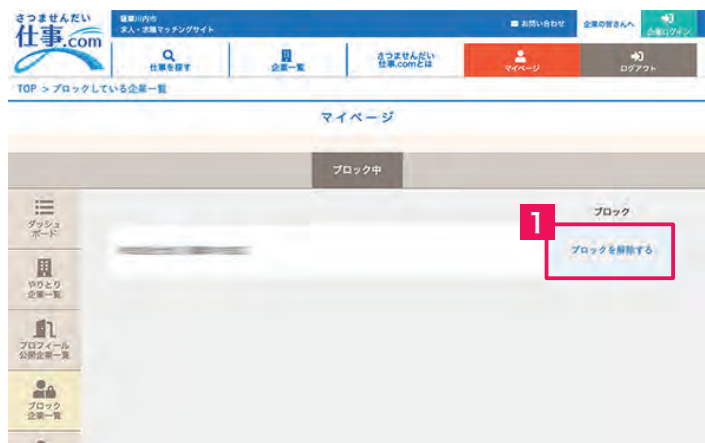 さつませんだい
仕事.com
薩摩川内市
求人・求職マッチングサイト
お問い合わせ
企業の皆さんへ
企業ログイン
仕事を探す
企業一覧
さつませんだい
仕事.comとは
マイページ
ログアウト
TOP > ブロックしている企業一覧
マイページ
ブロック中
ダッシュ
ボード
やりとり
企業一覧
プロフィール
公開企業一覧
ブロック
企業一覧
ブロック
1
ブロックを解除する